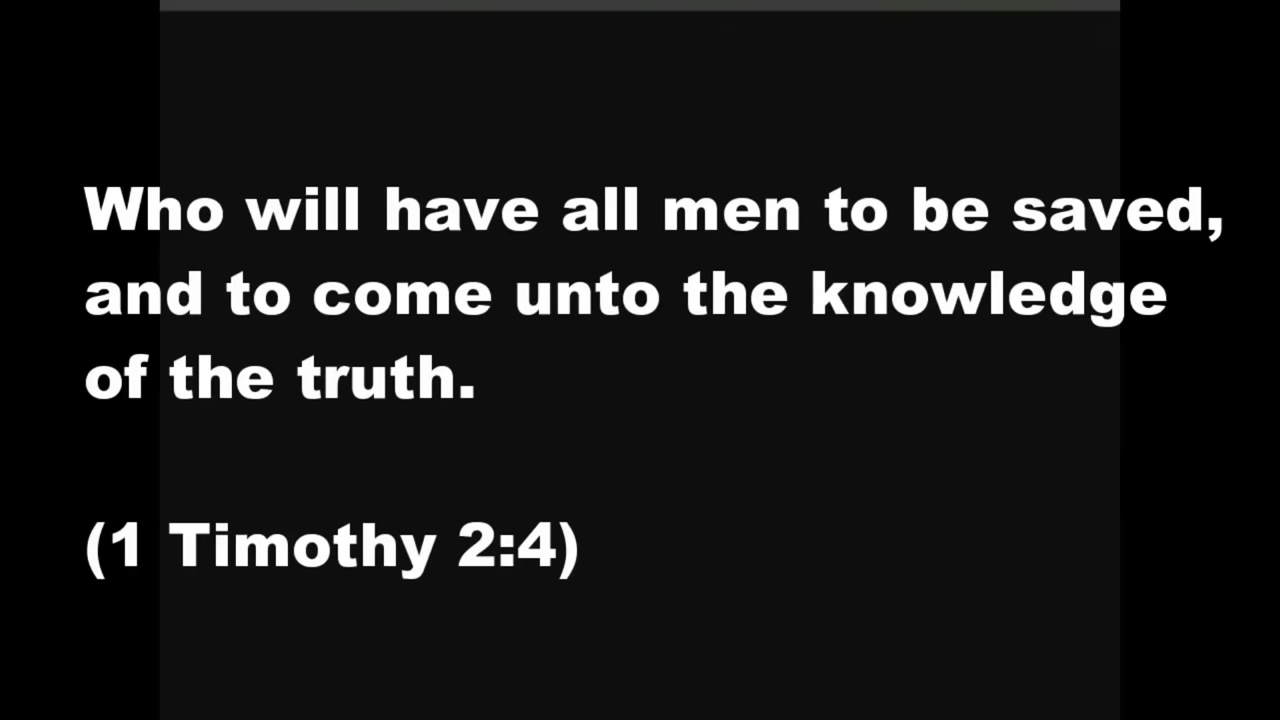 Who will have all men to be saved,
and to come unto the knowledge
of the truth.
(1 Timothy 2:4)